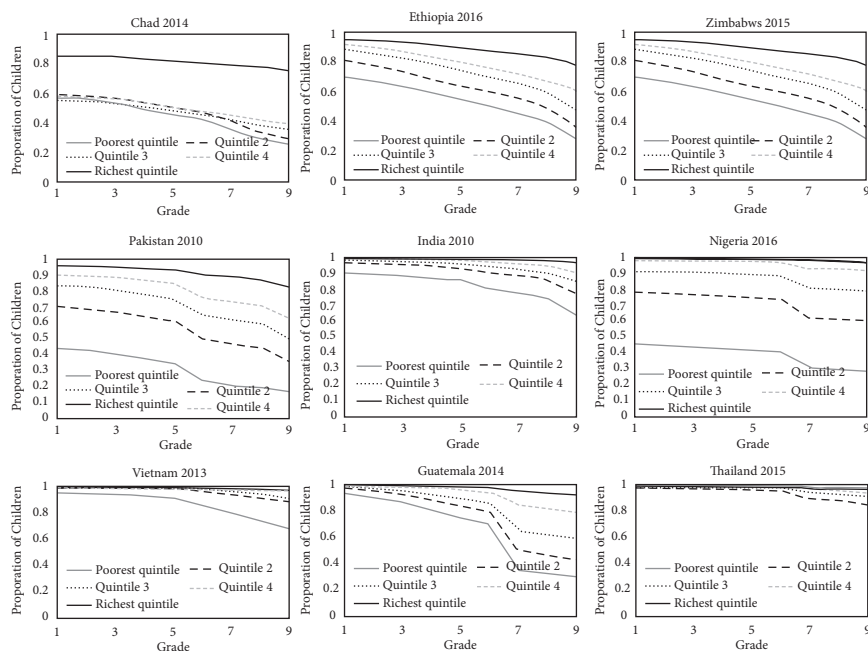 Chad 2014
Proporation of Children
1
0.8
0.6
0.4
0.2
0
Poorest quintile Quintile 2
Quintile 3 Quintile 4
Richest quintile
1 3 5 7 9
Grade
Ethiopia 2016
Proporation of Children
1
0.8
0.6
0.4
0.2
0
Poorest quintile Quintile 2
Quintile 3 Quintile 4
Richest quintile
1 3 5 7 9
Grade
Zimbabws 2015
Proporation of Children
1
0.8
0.6
0.4
0.2
0
Poorest quintile Quintile 2
Quintile 3 Quintile 4
Richest quintile
1 3 5 7 9
Grade
Pakistan 2010
Proporation of Children
1
0.9
0.8
0.7
0.6
0.5
0.4
0.3
0.2
0.1
0
Poorest quintile
Quintile 3 Quintile 2
Richest quintile Quintile 4
1 3 5 7 9
Grade
India 2010
Proporation of Children
1
0.9
0.8
0.7
0.6
0.5
0.4
0.3
0.2
0.1
0
Poorest quintile Quintile 2
Quintile 3 Quintile 4
Richest quintile
1 3 5 7 9
Grade
Nigeria 2016
Proporation of Children
1
0.9
0.8
0.7
0.6
0.5
0.4
0.3
0.2
0.1
0
Poorest quintile Quintile 2
Quintile 3 Quintile 4
Richest quintile
1 3 5 7 9
Grade
Vietnam 2013
Proporation of Children
1
0.8
0.6
0.4
0.2
0
Poorest quintile Quintile 2
Quintile 3 Quintile 4
Richest quintile
1 3 5 7 9
Grade
Guatemala 2014
Proporation of Children
1
0.8
0.6
0.4
0.2
0
Poorest quintile Quintile 2
Quintile 3 Quintile 4
Richest quintile
1 3 5 7 9
Grade
Thailand 2015
Proporation of Children
1
0.8
0.6
0.4
0.2
0
Poorest quintile Quintile 2
Quintile 3 Quintile 4
Richest quintile
1 3 5 7 9
Grade